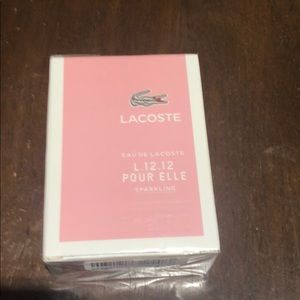 LACOSTE
EAU DE LACOSTE
L.12.12
POUR ELLE
SPARKLING